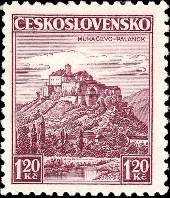 ČESKOSLOVENSKO
MUKAČEVO-PALANOK
1.20 Kč 1.20 Kč